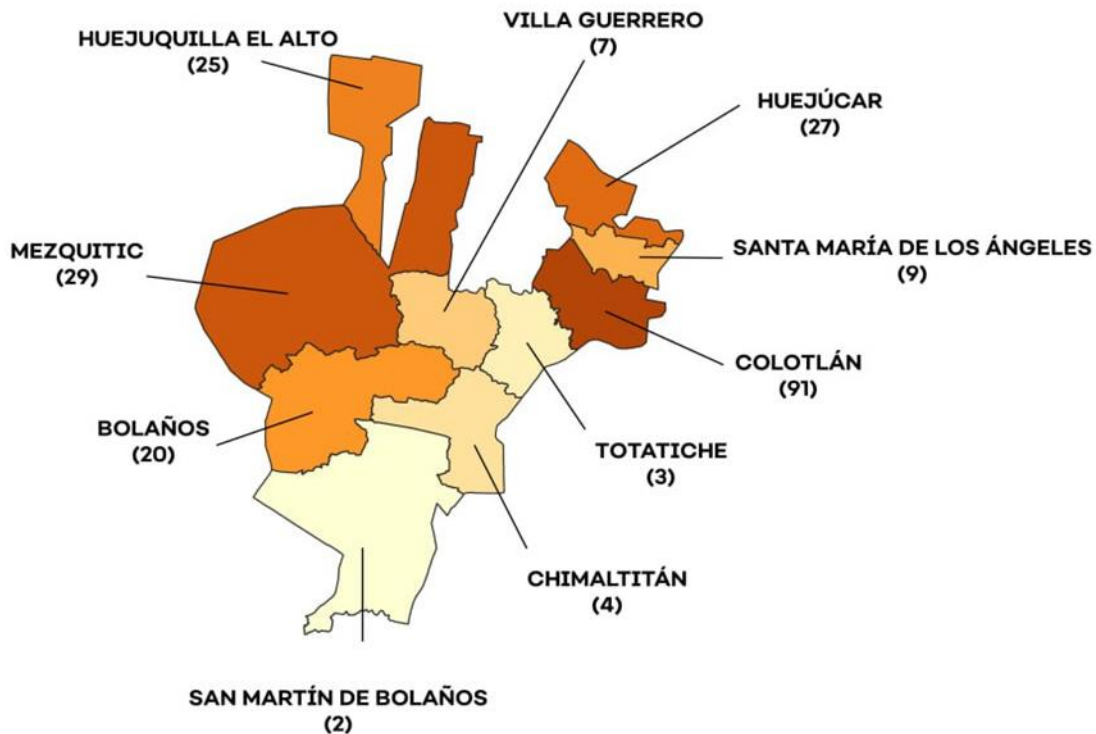 VILLA GUERRERO
(7)
HUEJUQUILLA EL ALTO
(25)
HUEJÚCAR
(27)
MEZQUITIC
(29)
SANTA MARÍA DE LOS ÁNGELES
(9)
COLOTLÁN
(91)
BOLAÑOS
(20)
TOTATICHE
(3)
CHIMALTITÁN
(4)
SAN MARTÍN DE BOLAÑOS
(2)